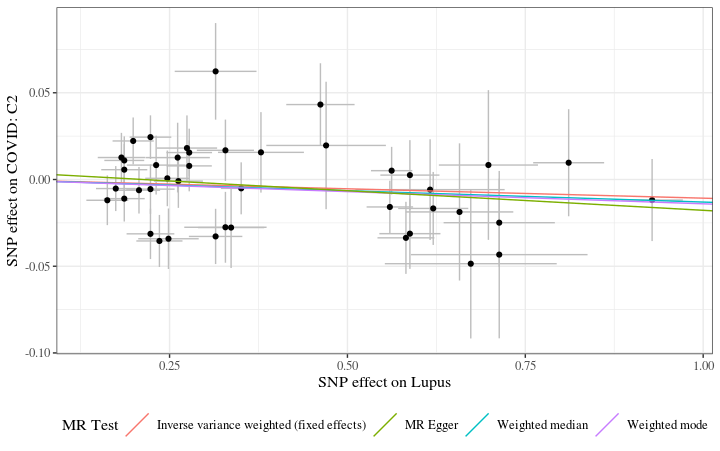 SNP effect on COVID: C2
0.05
0.00
-0.05
-0.10
0.25
0.50
0.75
1.00
SNP effect on Lupus
MR Test
Inverse variance weighted (fixed effects)
MR Egger
Weighted median
Weighted mode